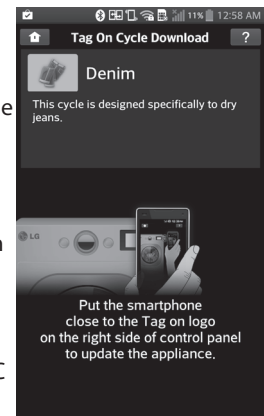 11% 12:58 AM
Tag On Cycle Download ?
Denim
This cycle is designed specifically to dry
jeans.
LG
Put the smartphone
close to the Tag on logo
on the right side of control panel
to update the appliance.